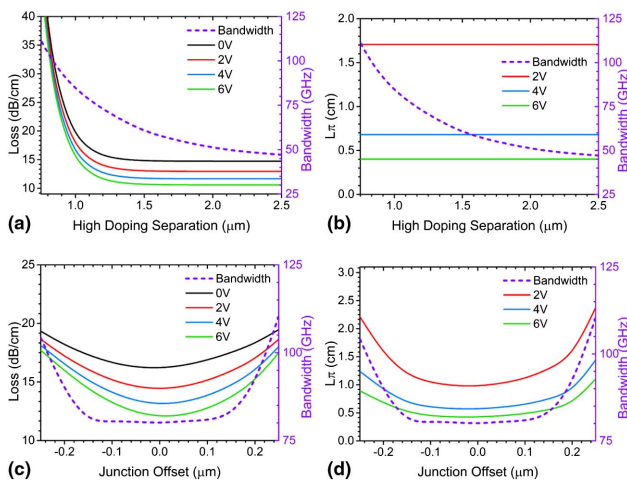 40
35
30
25
20
15
10
Loss (dB/cm)
Bandwidth
0V
2V
4V
6V
125
100
75
50
25
Bandwidth (GHz)
1.0
1.5
2.0
2.5
High Doping Separation (μm)
(a)
2.0
1.5
1.0
0.5
0.0
Lπ (cm)
Bandwidth
2V
4V
6V
125
100
75
50
25
Bandwidth (GHz)
1.0
1.5
2.0
2.5
High Doping Separation (μm)
(b)
25
20
15
10
Loss (dB/cm)
Bandwidth
0V
2V
4V
6V
125
100
75
Bandwidth (GHz)
-0.2
-0.1
0.0
0.1
0.2
Junction Offset (μm)
(c)
3.0
2.5
2.0
1.5
1.0
0.5
0.0
Lπ (cm)
Bandwidth
2V
4V
6V
125
100
75
Bandwidth (GHz)
-0.2
-0.1
0.0
0.1
0.2
Junction Offset (μm)
(d)